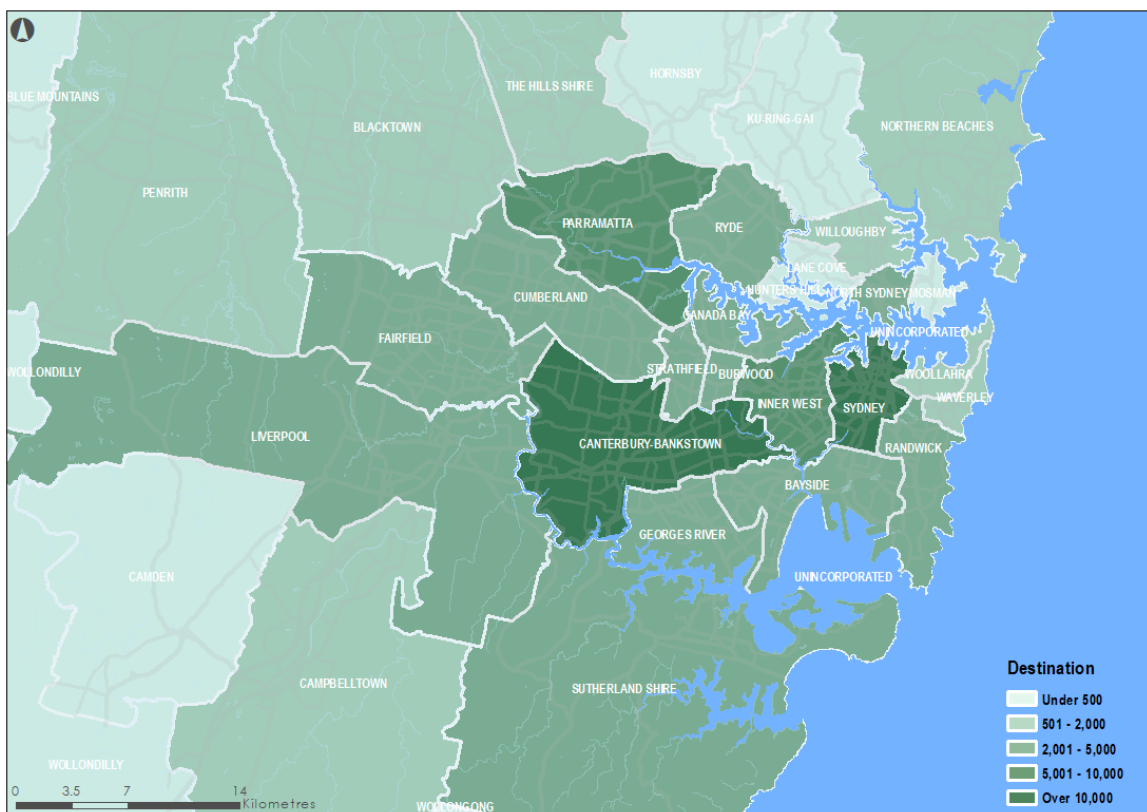 HORNSBY
THE HILLS SHIRE
BLUE MOUNTAINS
KU-RING-GAI
BLACKTOWN
NORTHERN BEACHES
PENRITH
PARRAMATTA
RYDE
WILLOUGHBY
LANE COVE
HUNTERS HILL
NORTH SYDNEY
MOSMAN
CUMBERLAND
CANADA BAY
UNINCORPORATED
FAIRFIELD
STRATHFIELD
BURWOOD
WOLLONDILLY
WOOLLAHRA
WAVERLEY
INNER WEST
SYDNEY
LIVERPOOL
CANTERBURY-BANKSTOWN
RANDWICK
BAYSIDE
GEORGES RIVER
CAMDEN
UNINCORPORATED
CAMPBELLTOWN
SUTHERLAND SHIRE
WOLLONDILLY
WOLLONGONG
Destination
Under 500
501 - 2,000
2,001 - 5,000
5,001 - 10,000
Over 10,000
0 3.5 7 14
Kilometres